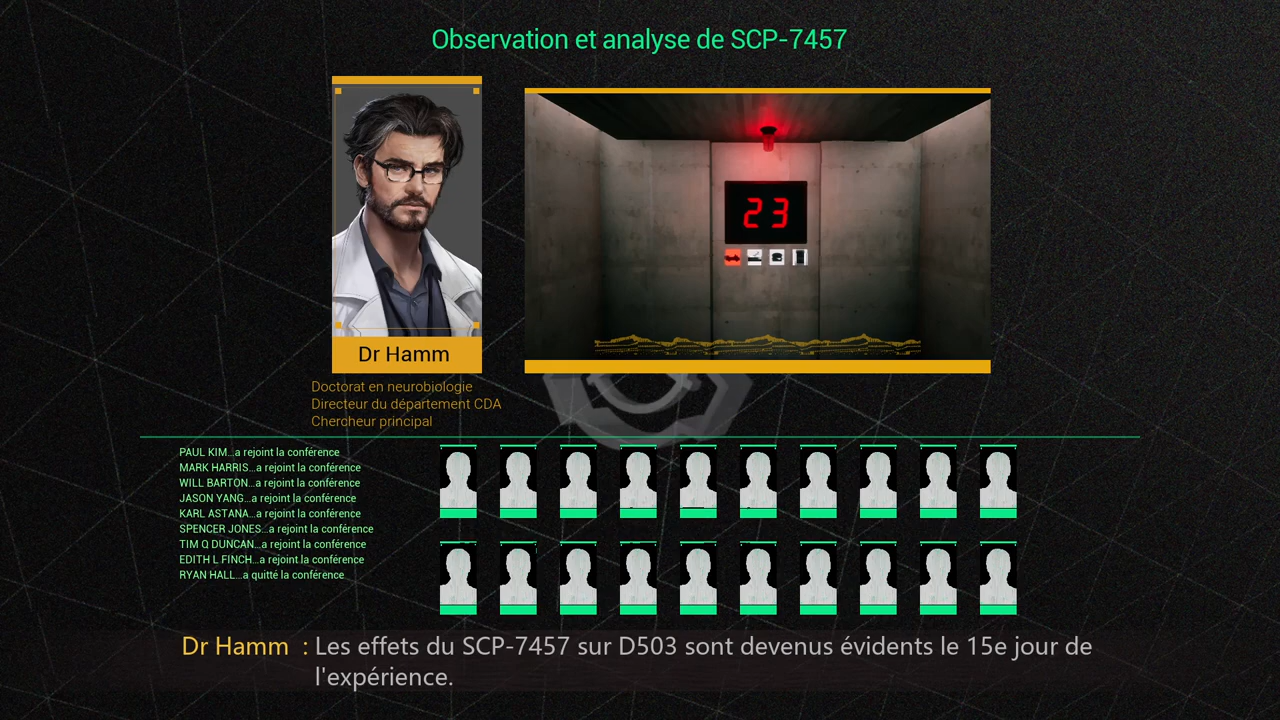 Observation et analyse de SCP-7457
23
Dr Hamm
Doctorat en neurobiologie
Directeur du département CDA
Chercheur principal
PAUL KIM...a rejoint la conférence
MARK HARRIS...a rejoint la conférence
WILL BARTON...a rejoint la conférence
JASON YANG...a rejoint la conférence
KARL ASTANA...a rejoint la conférence
SPENCER JONES...a rejoint la conférence
TIM Q DUNCAN...a rejoint la conférence
EDITH L FINCH...a rejoint la conférence
RYAN HALL...a quitté la conférence
Dr Hamm : Les effets du SCP-7457 sur D503 sont devenus évidents le 15e jour de
l'expérience.